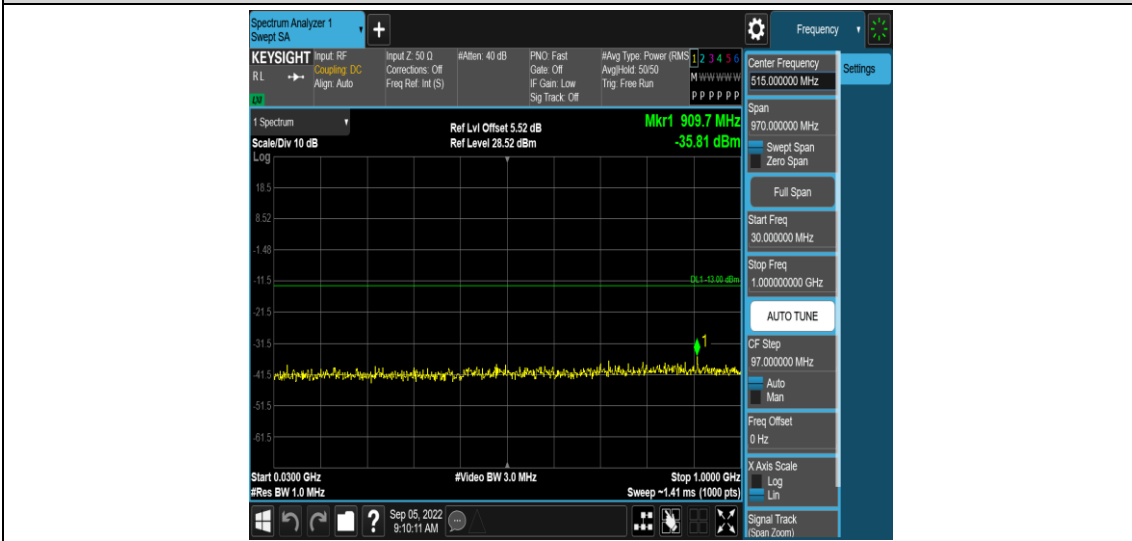 Spectrum Analyzer 1
Swept SA
+
Frequency
KEYSIGHT
Input: RF
Coupling: DC
Align: Auto
RL
LXI
Input Z: 50 Ω
Corrections: Off
Freq Ref: Int (S)
#Atten: 40 dB
PNO: Fast
Gate: Off
IF Gain: Low
Sig Track: Off
#Avg Type: Power (RMS
Avg|Hold: 50/50
Trig: Free Run
1 2 3 4 5 6
M W W W W W
P P P P P P
1 Spectrum
Scale/Div 10 dB
Ref Lvl Offset 5.52 dB
Ref Level 28.52 dBm
Mkr1 909.7 MHz
-35.81 dBm
Log
18.5
8.52
-1.48
-11.5
-21.5
-31.5
-41.5
-51.5
-61.5
DL1 -13.00 dBm
1
Start 0.0300 GHz
#Res BW 1.0 MHz
#Video BW 3.0 MHz
Stop 1.0000 GHz
Sweep ~1.41 ms (1000 pts)
Center Frequency
515.000000 MHz
Settings
Span
970.000000 MHz
Swept Span
Zero Span
Full Span
Start Freq
30.000000 MHz
Stop Freq
1.000000000 GHz
AUTO TUNE
CF Step
97.000000 MHz
Auto
Man
Freq Offset
0 Hz
X Axis Scale
Log
Lin
Signal Track
(Span Zoom)
?
Sep 05, 2022
9:10:11 AM